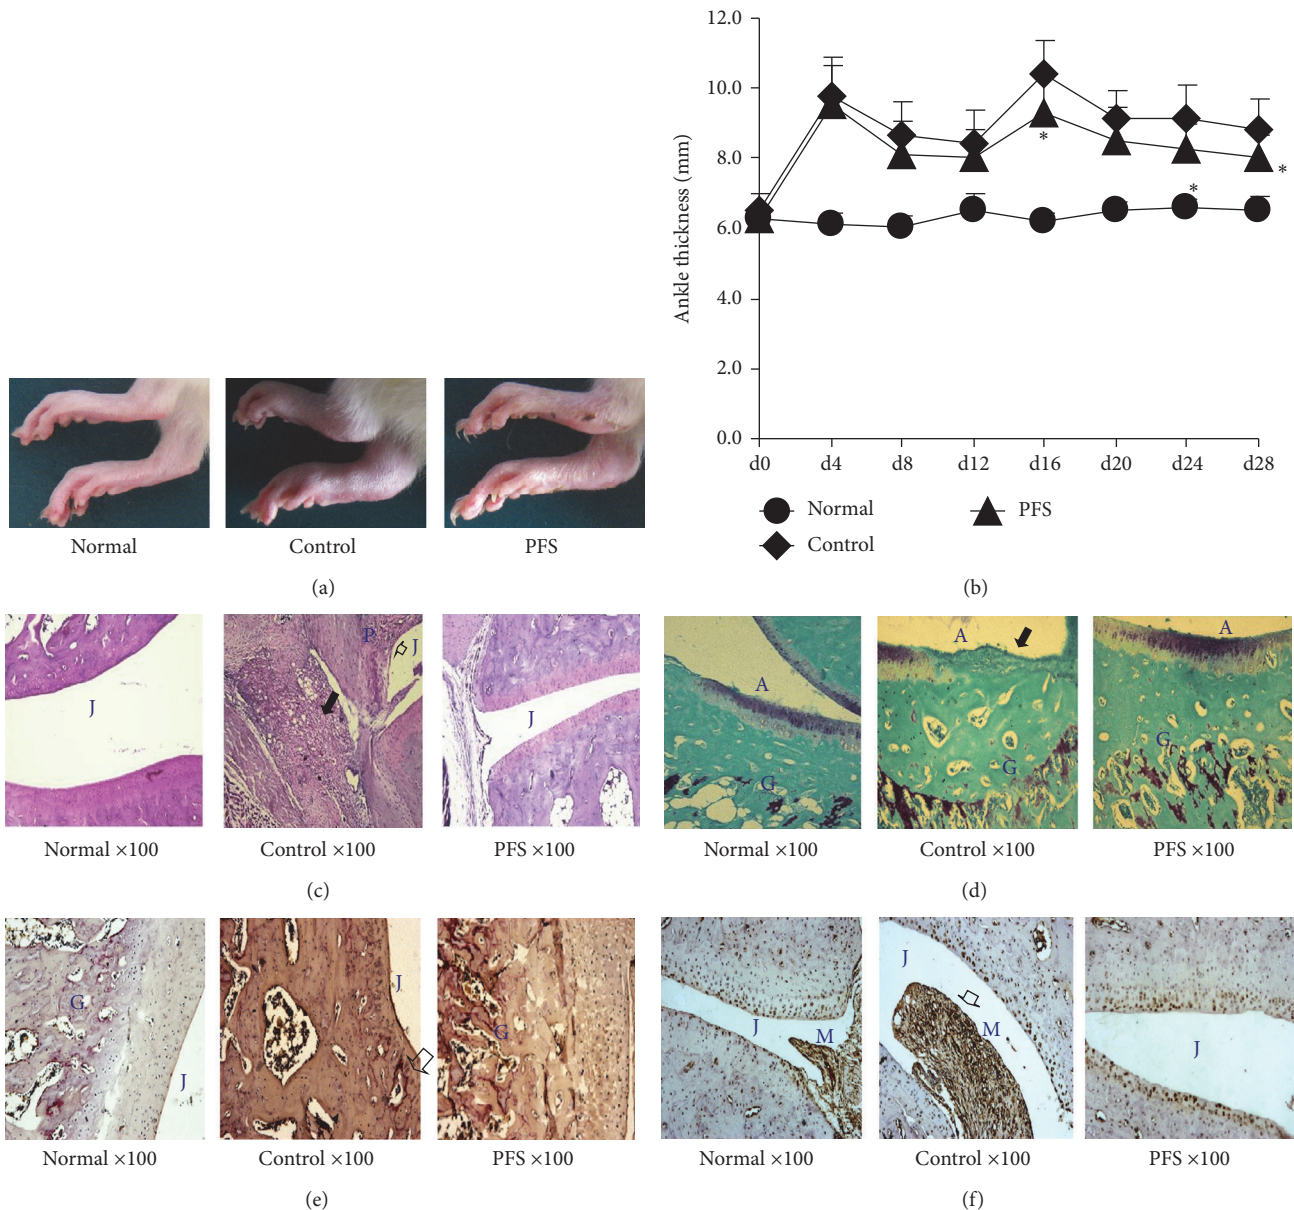 12.0
10.0
8.0
6.0
4.0
2.0
0.0
Ankle thickness (mm)
*
*
*
d0 d4 d8 d12 d16 d20 d24 d28
Normal PFS
Control
Normal Control PFS
(a) (b)
J P J J
A A A
G G G
Normal ×100 Control ×100 PFS ×100
(c)
Normal ×100 Control ×100 PFS ×100
(d)
G J J G
J M J M J
Normal ×100 Control ×100 PFS ×100
(e)
Normal ×100 Control ×100 PFS ×100
(f)